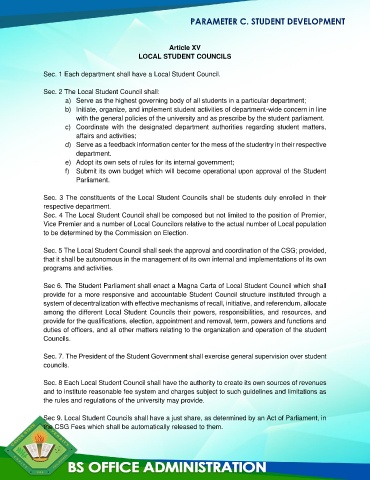 PARAMETER C. STUDENT DEVELOPMENT
Article XV
LOCAL STUDENT COUNCILS
Sec. 1 Each department shall have a Local Student Council.
Sec. 2 The Local Student Council shall:
a) Serve as the highest governing body of all students in a particular department;
b) Initiate, organize, and implement student activities of department-wide concern in line
with the general policies of the university and as prescribe by the student parliament.
c) Coordinate with the designated department authorities regarding student matters,
affairs and activities;
d) Serve as a feedback information center for the mess of the studentry in their respective
department.
e) Adopt its own sets of rules for its internal government;
f) Submit its own budget which will become operational upon approval of the Student
Parliament.
Sec. 3 The constituents of the Local Student Councils shall be students duly enrolled in their
respective department.
Sec. 4 The Local Student Council shall be composed but not limited to the position of Premier,
Vice Premier and a number of Local Councilors relative to the actual number of Local population
to be determined by the Commission on Election.
Sec. 5 The Local Student Council shall seek the approval and coordination of the CSG; provided,
that it shall be autonomous in the management of its own internal and implementations of its own
programs and activities.
Sec 6. The Student Parliament shall enact a Magna Carta of Local Student Council which shall
provide for a more responsive and accountable Student Council structure instituted through a
system of decentralization with effective mechanisms of recall, initiative, and referendum, allocate
among the different Local Student Councils their powers, responsibilities, and resources, and
provide for the qualifications, election, appointment and removal, term, powers and functions and
duties of officers, and all other matters relating to the organization and operation of the student
Councils.
Sec. 7. The President of the Student Government shall exercise general supervision over student
councils.
Sec. 8 Each Local Student Council shall have the authority to create its own sources of revenues
and to institute reasonable fee system and charges subject to such guidelines and limitations as
the rules and regulations of the university may provide.
Sec 9. Local Student Councils shall have a just share, as determined by an Act of Parliament, in
the CSG Fees which shall be automatically released to them.
BS OFFICE ADMINISTRATION